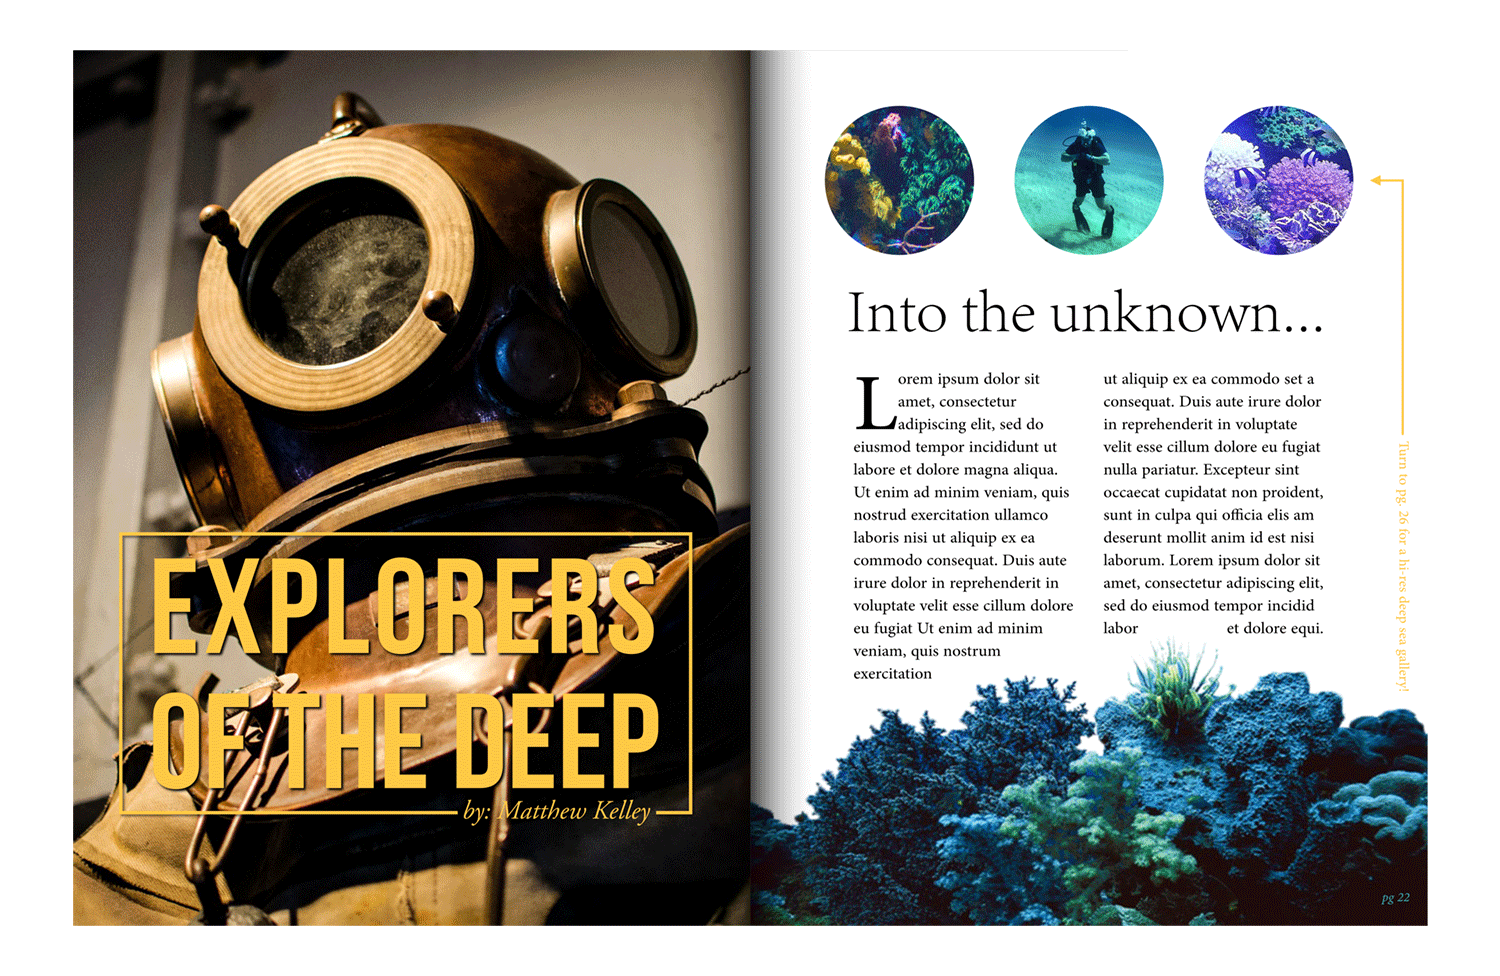 EXPLORERS
OF THE DEEP
by: Matthew Kelley
Into the unknown...
Lorem ipsum dolor sit
amet, consectetur
adipiscing elit, sed do
eiusmod tempor incididunt ut
labore et dolore magna aliqua.
Ut enim ad minim veniam, quis
nostrud exercitation ullamco
laboris nisi ut aliquip ex ea
commodo consequat. Duis aute
irure dolor in reprehenderit in
voluptate velit esse cillum dolore
eu fugiat Ut enim ad minim
veniam, quis nostrum
exercitation
ut aliquip ex ea commodo set a
consequat. Duis aute irure dolor
in reprehenderit in voluptate
velit esse cillum dolore eu fugiat
nulla pariatur. Excepteur sint
occaecat cupidatat non proident,
sunt in culpa qui officia elis am
deserunt mollit anim id est nisi
laborum. Lorem ipsum dolor sit
amet, consectetur adipiscing elit,
sed do eiusmod tempor incidid
labor et dolore equi.
Turn to pg. 26 for a hi-res deep sea gallery!
pg 22